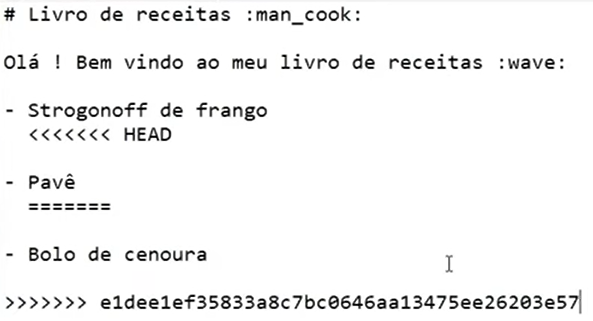 # Livro de receitas :man_cook:
Olá ! Bem vindo ao meu livro de receitas :wave:
- Strogonoff de frango
<<<<<<< HEAD
- Pavê
=======
- Bolo de cenoura
>>>>>>> e1dee1ef35833a8c7bc0646aa13475ee26203e57